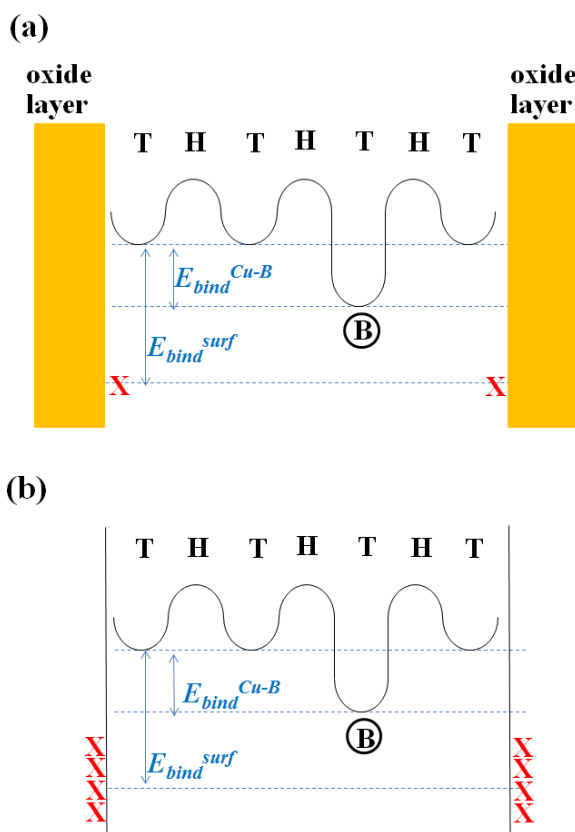 (a)
oxide layer
oxide layer
T H T H T H T
E_bind^Cu-B
E_bind^surf
B
X X
(b)
T H T H T H T
E_bind^Cu-B
E_bind^surf
B
X X
X X
X X
X X